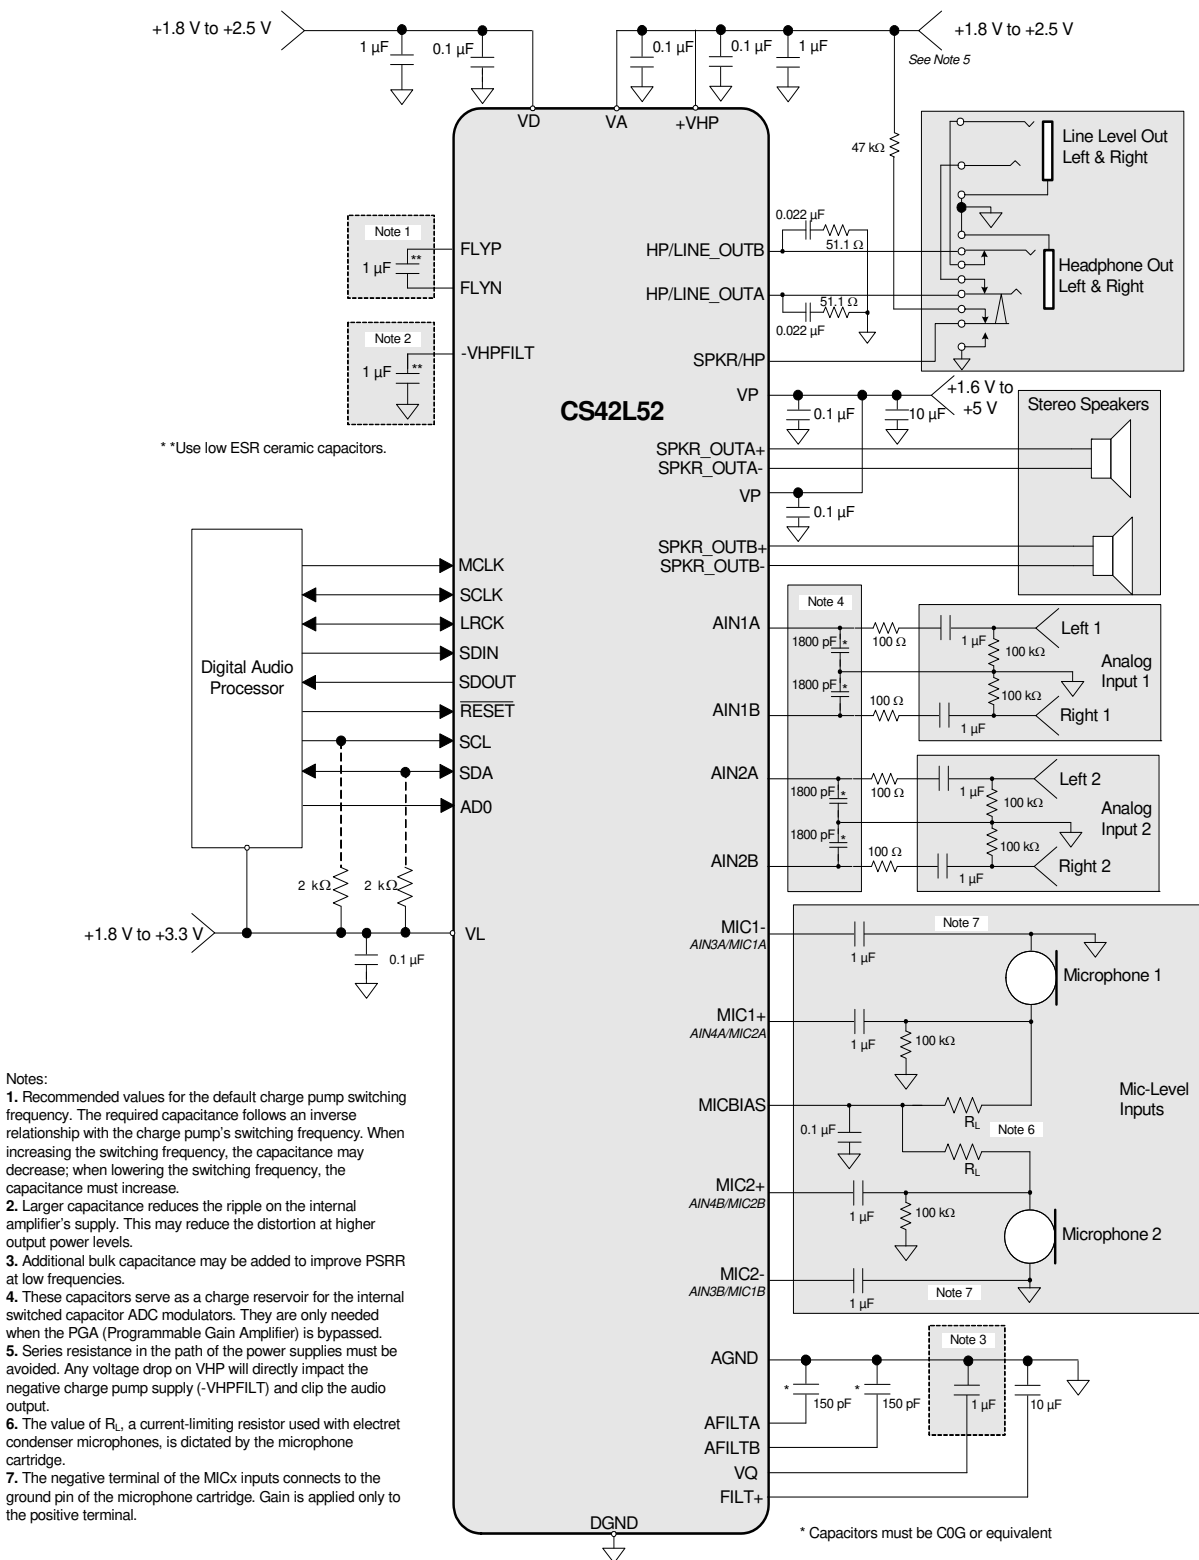 +1.8 V to +2.5 V
1 µF
0.1 µF
0.1 µF
0.1 µF
1 µF
+1.8 V to +2.5 V
See Note 5
VD
VA
+VHP
47 kΩ
Line Level Out
Left & Right
0.022 µF
51.1 Ω
HP/LINE_OUTB
Note 1
FLYP
1 µF
**
FLYN
HP/LINE_OUTA
51.1 Ω
0.022 µF
Headphone Out
Left & Right
Note 2
-VHPFILT
1 µF
**
SPKR/HP
CS42L52
VP
0.1 µF
10 µF
+1.6 V to
+5 V
Stereo Speakers
* *Use low ESR ceramic capacitors.
SPKR_OUTA+
SPKR_OUTA-
VP
0.1 µF
SPKR_OUTB+
SPKR_OUTB-
Digital Audio
Processor
MCLK
SCLK
LRCK
SDIN
SDOUT
RESET
SCL
SDA
AD0
2 kΩ
2 kΩ
+1.8 V to +3.3 V
VL
0.1 µF
Note 4
AIN1A
1800 pF
*
100 Ω
1 µF
100 kΩ
Left 1
Analog
Input 1
1800 pF
*
100 kΩ
AIN1B
100 Ω
1 µF
Right 1
AIN2A
1800 pF
*
100 Ω
1 µF
100 kΩ
Left 2
Analog
Input 2
1800 pF
*
100 kΩ
AIN2B
100 Ω
1 µF
Right 2
MIC1-
AIN3A/MIC1A
1 µF
Note 7
Microphone 1
MIC1+
AIN4A/MIC2A
1 µF
100 kΩ
MICBIAS
0.1 µF
RL
Note 6
RL
Mic-Level
Inputs
MIC2+
AIN4B/MIC2B
1 µF
100 kΩ
Microphone 2
MIC2-
AIN3B/MIC1B
1 µF
Note 7
Note 3
AGND
*
150 pF
*
150 pF
1 µF
10 µF
AFILTA
AFILTB
VQ
FILT+
DGND
* Capacitors must be C0G or equivalent
Notes:
1. Recommended values for the default charge pump switching
frequency. The required capacitance follows an inverse
relationship with the charge pump's switching frequency. When
increasing the switching frequency, the capacitance may
decrease; when lowering the switching frequency, the
capacitance must increase.
2. Larger capacitance reduces the ripple on the internal
amplifier's supply. This may reduce the distortion at higher
output power levels.
3. Additional bulk capacitance may be added to improve PSRR
at low frequencies.
4. These capacitors serve as a charge reservoir for the internal
switched capacitor ADC modulators. They are only needed
when the PGA (Programmable Gain Amplifier) is bypassed.
5. Series resistance in the path of the power supplies must be
avoided. Any voltage drop on VHP will directly impact the
negative charge pump supply (-VHPFILT) and clip the audio
output.
6. The value of RL, a current-limiting resistor used with electret
condenser microphones, is dictated by the microphone
cartridge.
7. The negative terminal of the MICx inputs connects to the
ground pin of the microphone cartridge. Gain is applied only to
the positive terminal.